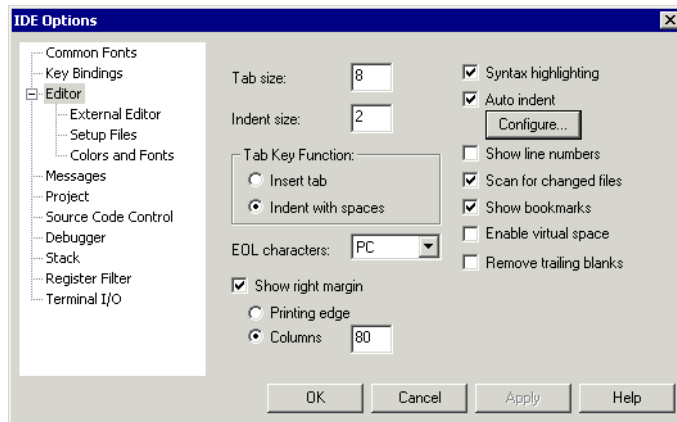 IDE Options
Common Fonts
Key Bindings
Editor
External Editor
Setup Files
Colors and Fonts
Messages
Project
Source Code Control
Debugger
Stack
Register Filter
Terminal I/O
Tab size: 8
Indent size: 2
Tab Key Function:
Insert tab
Indent with spaces
EOL characters: PC
Show right margin
Printing edge
Columns 80
Syntax highlighting
Auto indent
Configure...
Show line numbers
Scan for changed files
Show bookmarks
Enable virtual space
Remove trailing blanks
OK Cancel Apply Help